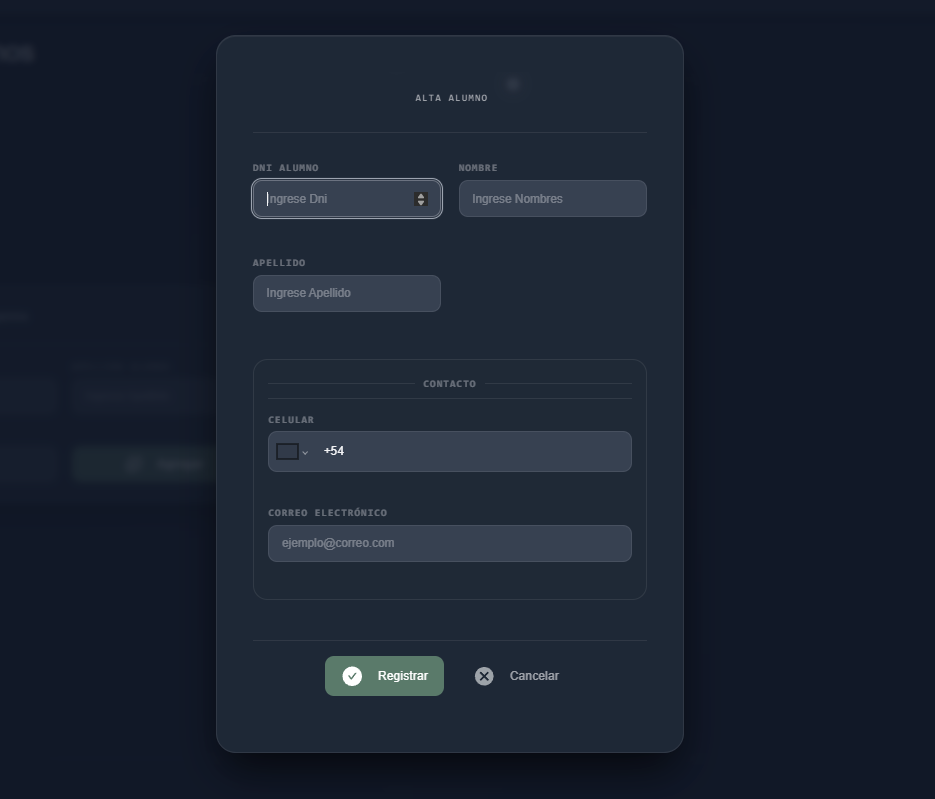 ALTA ALUMNO
DNI ALUMNO
NOMBRE
Ingrese Dni
Ingrese Nombres
APELLIDO
Ingrese Apellido
CONTACTO
CELULAR
+54
CORREO ELECTRÓNICO
ejemplo@correo.com
Registrar
Cancelar